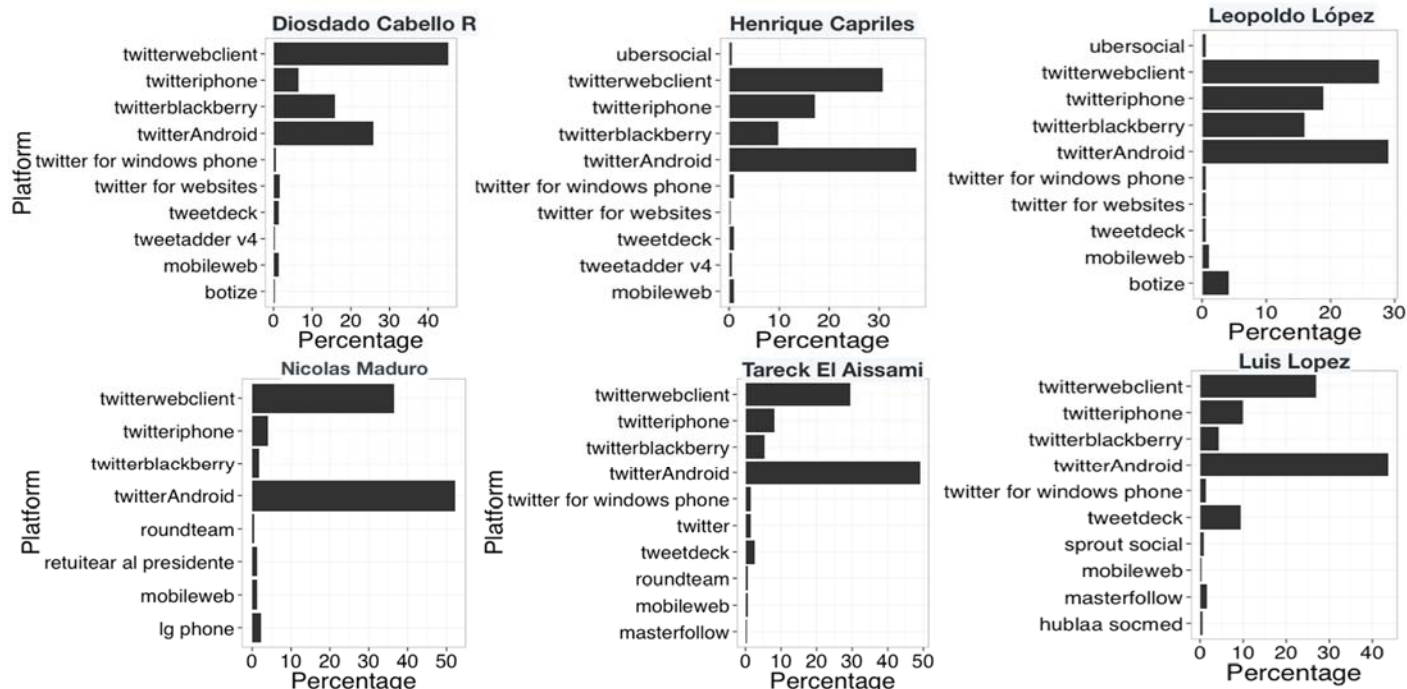 Diosdado Cabello R
twitterwebclient
twitteriphone
twitterblackberry
twitterAndroid
twitter for windows phone
twitter for websites
tweetdeck
tweetadder v4
mobileweb
botize
Platform
0 10 20 30 40
Percentage
Henrique Capriles
ubersocial
twitterwebclient
twitteriphone
twitterblackberry
twitterAndroid
twitter for windows phone
twitter for websites
tweetdeck
tweetadder v4
mobileweb
0 10 20 30
Percentage
Leopoldo López
ubersocial
twitterwebclient
twitteriphone
twitterblackberry
twitterAndroid
twitter for windows phone
twitter for websites
tweetdeck
mobileweb
botize
0 10 20 30
Percentage
Nicolas Maduro
twitterwebclient
twitteriphone
twitterblackberry
twitterAndroid
roundteam
retuitear al presidente
mobileweb
lg phone
Platform
0 10 20 30 40 50
Percentage
Tareck El Aissami
twitterwebclient
twitteriphone
twitterblackberry
twitterAndroid
twitter for windows phone
twitter
tweetdeck
roundteam
mobileweb
masterfollow
Platform
0 10 20 30 40 50
Percentage
Luis Lopez
twitterwebclient
twitteriphone
twitterblackberry
twitterAndroid
twitter for windows phone
tweetdeck
sprout social
mobileweb
masterfollow
hublaa socmed
0 10 20 30 40
Percentage